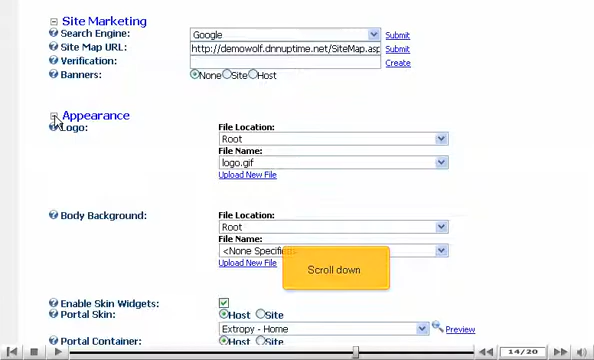 Site Marketing
Search Engine: Google Submit
Site Map URL: http://demowolf.dnnuptime.net/SiteMap.asp Submit
Verification: Create
Banners: None Site Host
Appearance
Logo: File Location:
Root
File Name:
logo.gif
Upload New File
Body Background: File Location:
Root
File Name:
<None Specifie
Upload New File
Scroll down
Enable Skin Widgets:
Portal Skin: Host Site
Extropy - Home Preview
Portal Container: Host Site
14/20